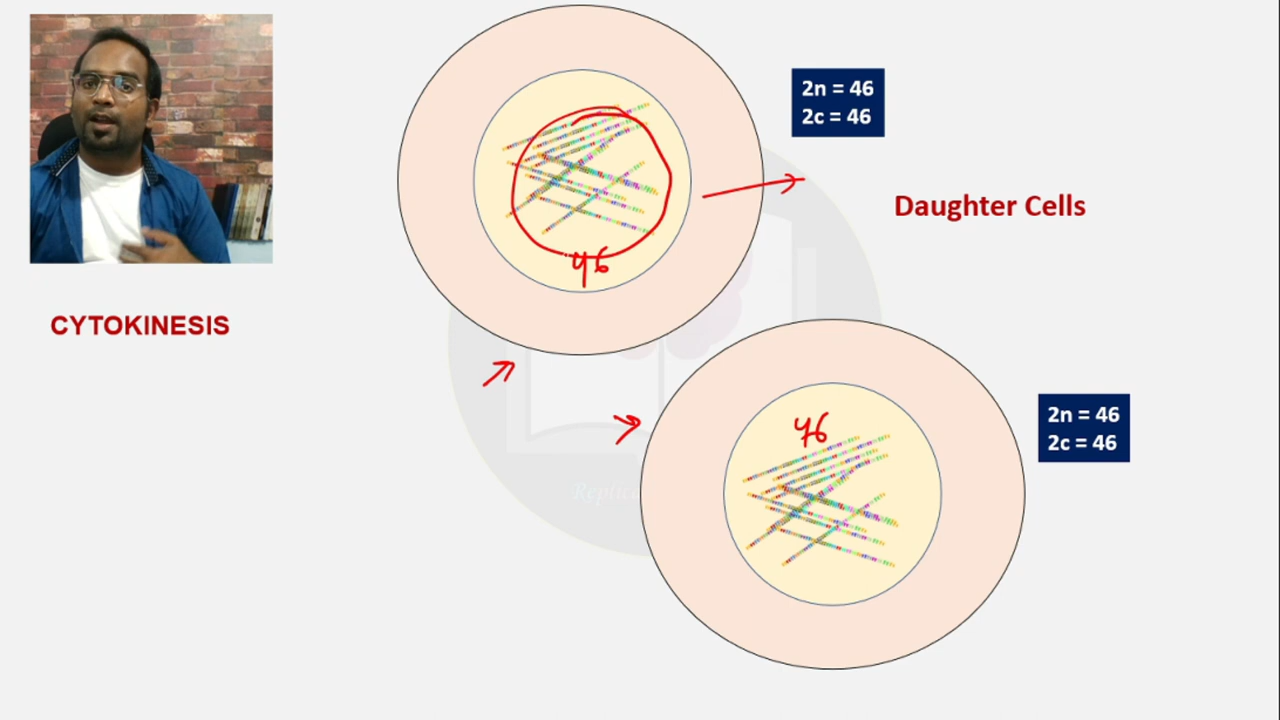 2n = 46
2c = 46
Daughter Cells
46
CYTOKINESIS
46
2n = 46
2c = 46